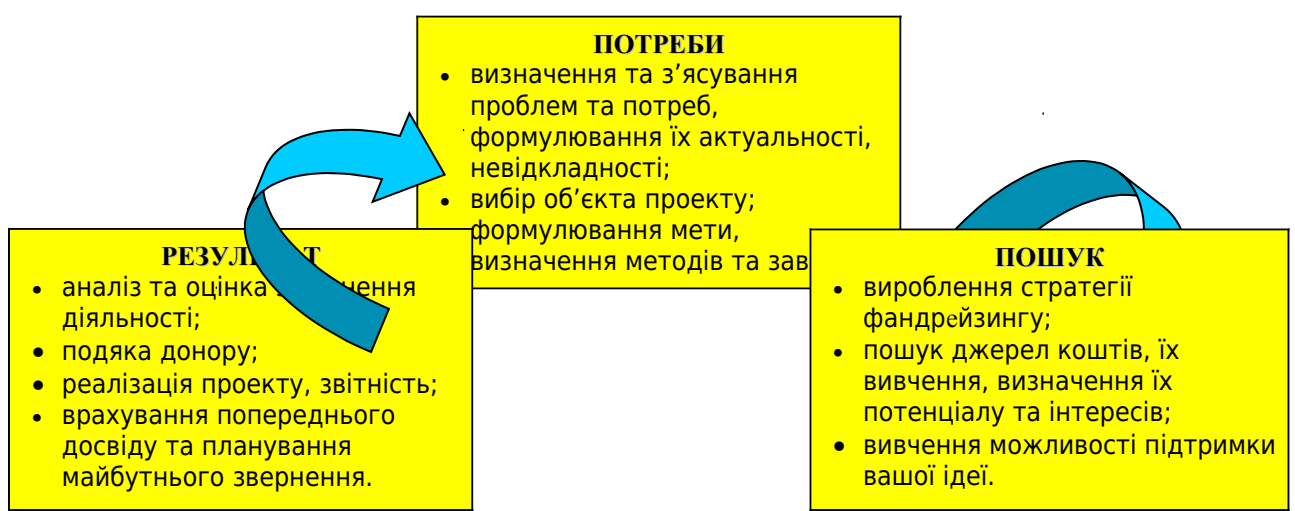 ПОТРЕБИ
• визначення та з’ясування
проблем та потреб,
формулювання їх актуальності,
невідкладності;
• вибір об’єкта проекту;
формулювання мети,
визначення методів та
РЕЗУЛ Т
• аналіз та оцінка
діяльності;
• подяка донору;
• реалізація проекту, звітність;
• врахування попереднього
досвіду та планування
майбутнього звернення.
ПОШУК
• вироблення стратегії
фандрейзингу;
• пошук джерел коштів, їх
вивчення, визначення їх
потенціалу та інтересів;
• вивчення можливості підтримки
вашої ідеї.